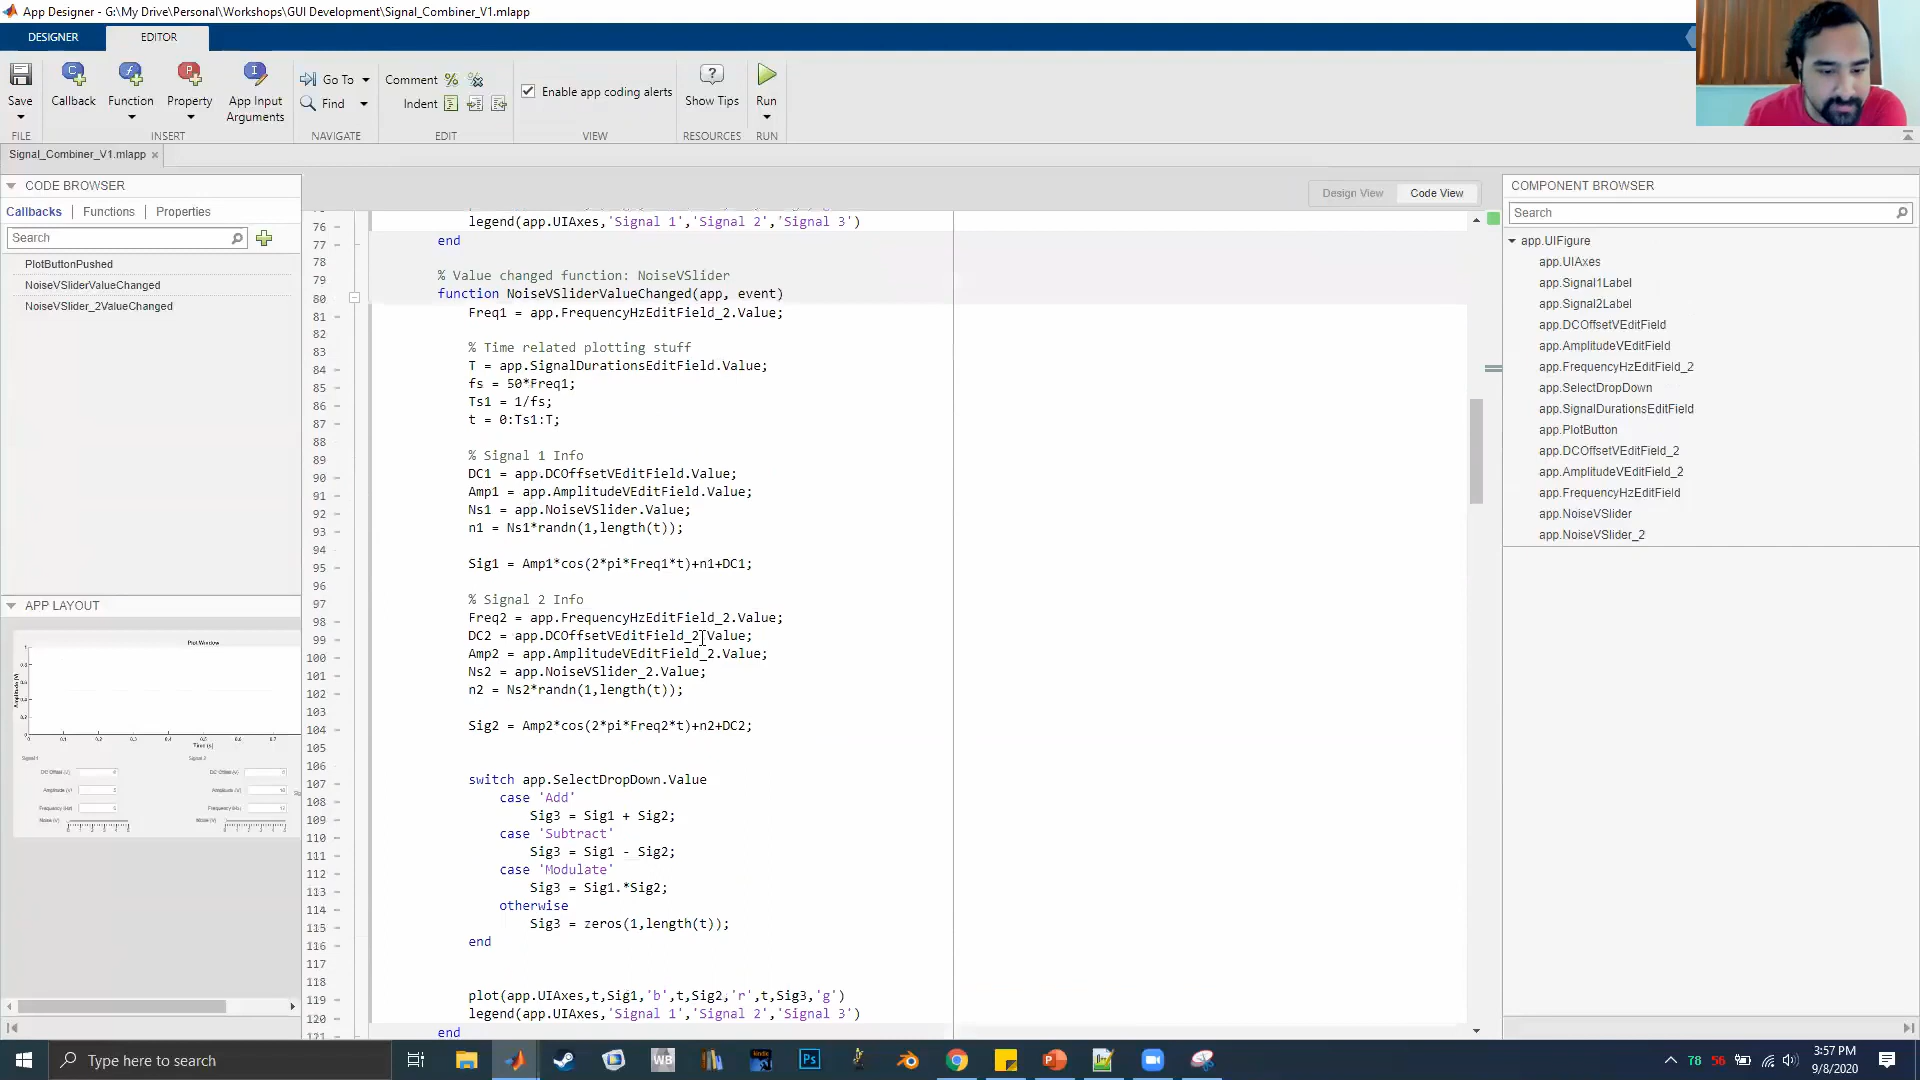 App Designer - G:\My Drive\Personal\Workshops\GUI Development\Signal_Combiner_V1.mlapp
DESIGNER
EDITOR
Save
Callback
Function
Property
App Input
Arguments
Go To
Find
Comment
Indent
Enable app coding alerts
Show Tips
Run
FILE
INSERT
NAVIGATE
EDIT
VIEW
RESOURCES
RUN
Signal_Combiner_V1.mlapp
CODE BROWSER
Callbacks
Functions
Properties
Search
PlotButtonPushed
NoiseVSliderValueChanged
NoiseVSlider_2ValueChanged
APP LAYOUT
Plot Window
Design View
Code View
76 legend(app.UIAxes,'Signal 1','Signal 2','Signal 3')
77 end
78
79 % Value changed function: NoiseVSlider
80 function NoiseVSliderValueChanged(app, event)
81 Freq1 = app.FrequencyHzEditField_2.Value;
82
83 % Time related plotting stuff
84 T = app.SignalDurationsEditField.Value;
85 fs = 50*Freq1;
86 Ts1 = 1/fs;
87 t = 0:Ts1:T;
88
89 % Signal 1 Info
90 DC1 = app.DCOffsetVEditField.Value;
91 Amp1 = app.AmplitudeVEditField.Value;
92 Ns1 = app.NoiseVSlider.Value;
93 n1 = Ns1*randn(1,length(t));
94
95 Sig1 = Amp1*cos(2*pi*Freq1*t)+n1+DC1;
96
97 % Signal 2 Info
98 Freq2 = app.FrequencyHzEditField_2.Value;
99 DC2 = app.DCOffsetVEditField_2.Value;
100 Amp2 = app.AmplitudeVEditField_2.Value;
101 Ns2 = app.NoiseVSlider_2.Value;
102 n2 = Ns2*randn(1,length(t));
103
104 Sig2 = Amp2*cos(2*pi*Freq2*t)+n2+DC2;
105
106
107 switch app.SelectDropDown.Value
108 case 'Add'
109 Sig3 = Sig1 + Sig2;
110 case 'Subtract'
111 Sig3 = Sig1 - Sig2;
112 case 'Modulate'
113 Sig3 = Sig1.*Sig2;
114 otherwise
115 Sig3 = zeros(1,length(t));
116 end
117
118
119 plot(app.UIAxes,t,Sig1,'b',t,Sig2,'r',t,Sig3,'g')
120 legend(app.UIAxes,'Signal 1','Signal 2','Signal 3')
121 end
COMPONENT BROWSER
Search
app.UIFigure
app.UIAxes
app.Signal1Label
app.Signal2Label
app.DCOffsetVEditField
app.AmplitudeVEditField
app.FrequencyHzEditField_2
app.SelectDropDown
app.SignalDurationsEditField
app.PlotButton
app.DCOffsetVEditField_2
app.AmplitudeVEditField_2
app.FrequencyHzEditField
app.NoiseVSlider
app.NoiseVSlider_2
Type here to search
WB
kindle
Ps
78
56
3:57 PM
9/8/2020